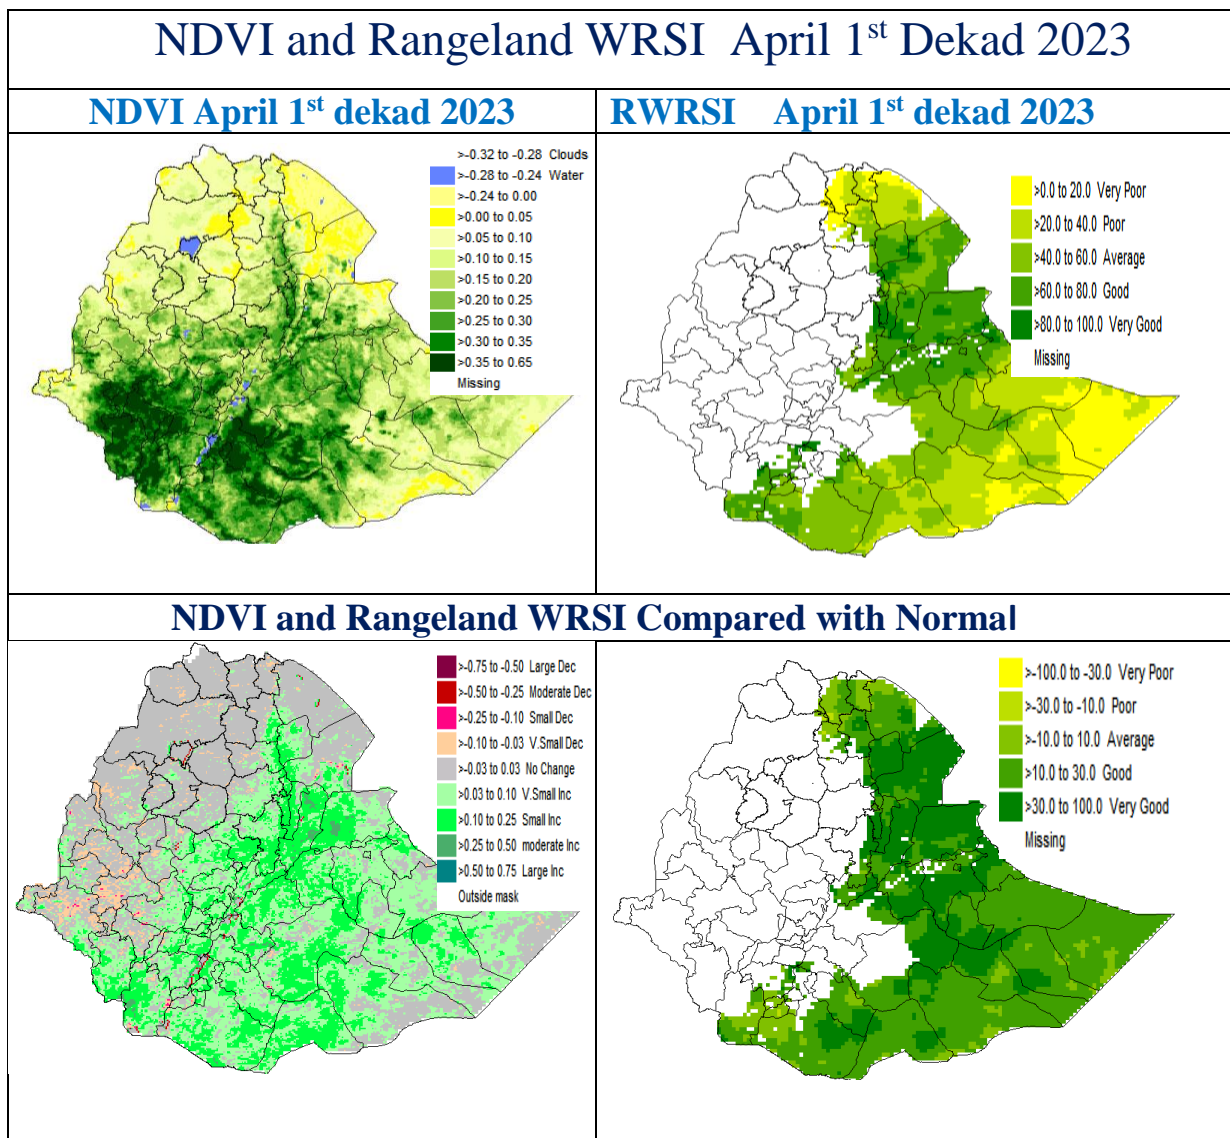 NDVI and Rangeland WRSI April 1st Dekad 2023
NDVI April 1st dekad 2023
RWRSI April 1st dekad 2023
>-0.32 to -0.28 Clouds
>-0.28 to -0.24 Water
>-0.24 to 0.00
>0.00 to 0.05
>0.05 to 0.10
>0.10 to 0.15
>0.15 to 0.20
>0.20 to 0.25
>0.25 to 0.30
>0.30 to 0.35
>0.35 to 0.65
Missing
>0.0 to 20.0 Very Poor
>20.0 to 40.0 Poor
>40.0 to 60.0 Average
>60.0 to 80.0 Good
>80.0 to 100.0 Very Good
Missing
NDVI and Rangeland WRSI Compared with Normal
>-0.75 to -0.50 Large Dec
>-0.50 to -0.25 Moderate Dec
>-0.25 to -0.10 Small Dec
>-0.10 to -0.03 V.Small Dec
>-0.03 to 0.03 No Change
>0.03 to 0.10 V.Small Inc
>0.10 to 0.25 Small Inc
>0.25 to 0.50 moderate Inc
>0.50 to 0.75 Large Inc
Outside mask
>-100.0 to -30.0 Very Poor
>-30.0 to -10.0 Poor
>-10.0 to 10.0 Average
>10.0 to 30.0 Good
>30.0 to 100.0 Very Good
Missing